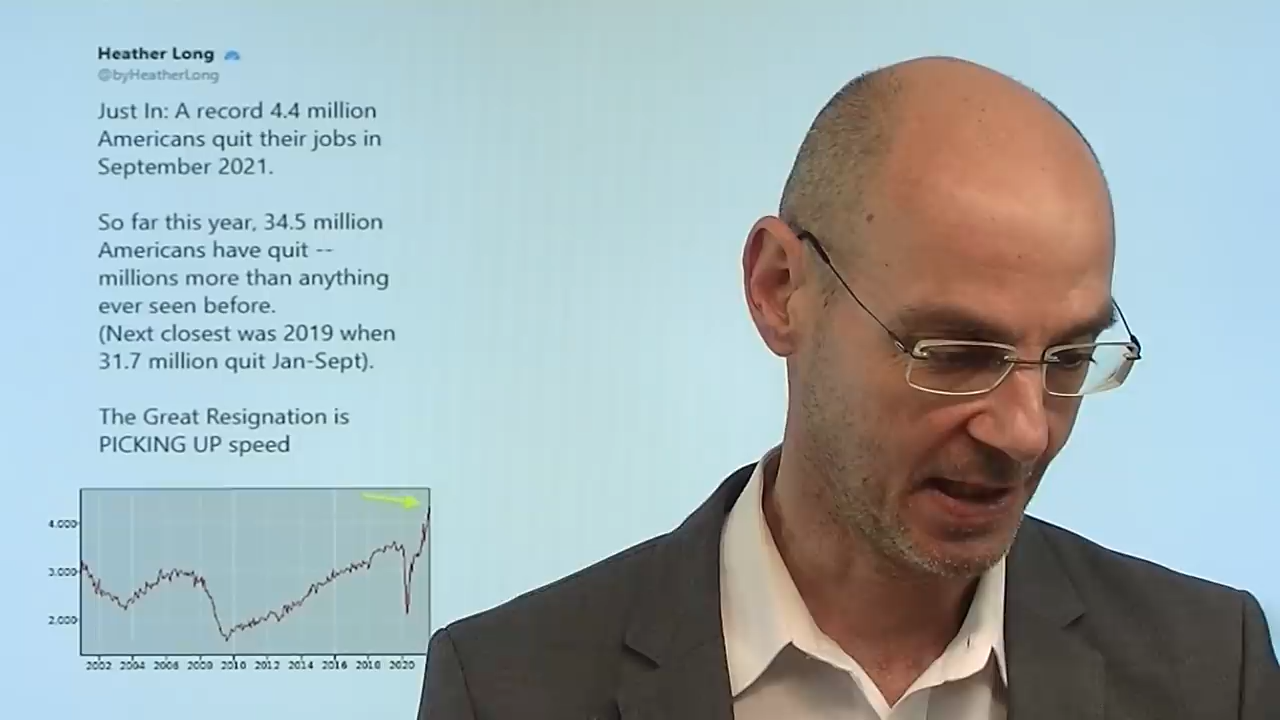 Heather Long
@byHeatherLong
Just In: A record 4.4 million
Americans quit their jobs in
September 2021.
So far this year, 34.5 million
Americans have quit --
millions more than anything
ever seen before.
(Next closest was 2019 when
31.7 million quit Jan-Sept).
The Great Resignation is
PICKING UP speed
4.000
3.000
2.000
2002 2004 2006 2008 2010 2012 2014 2016 2018 2020